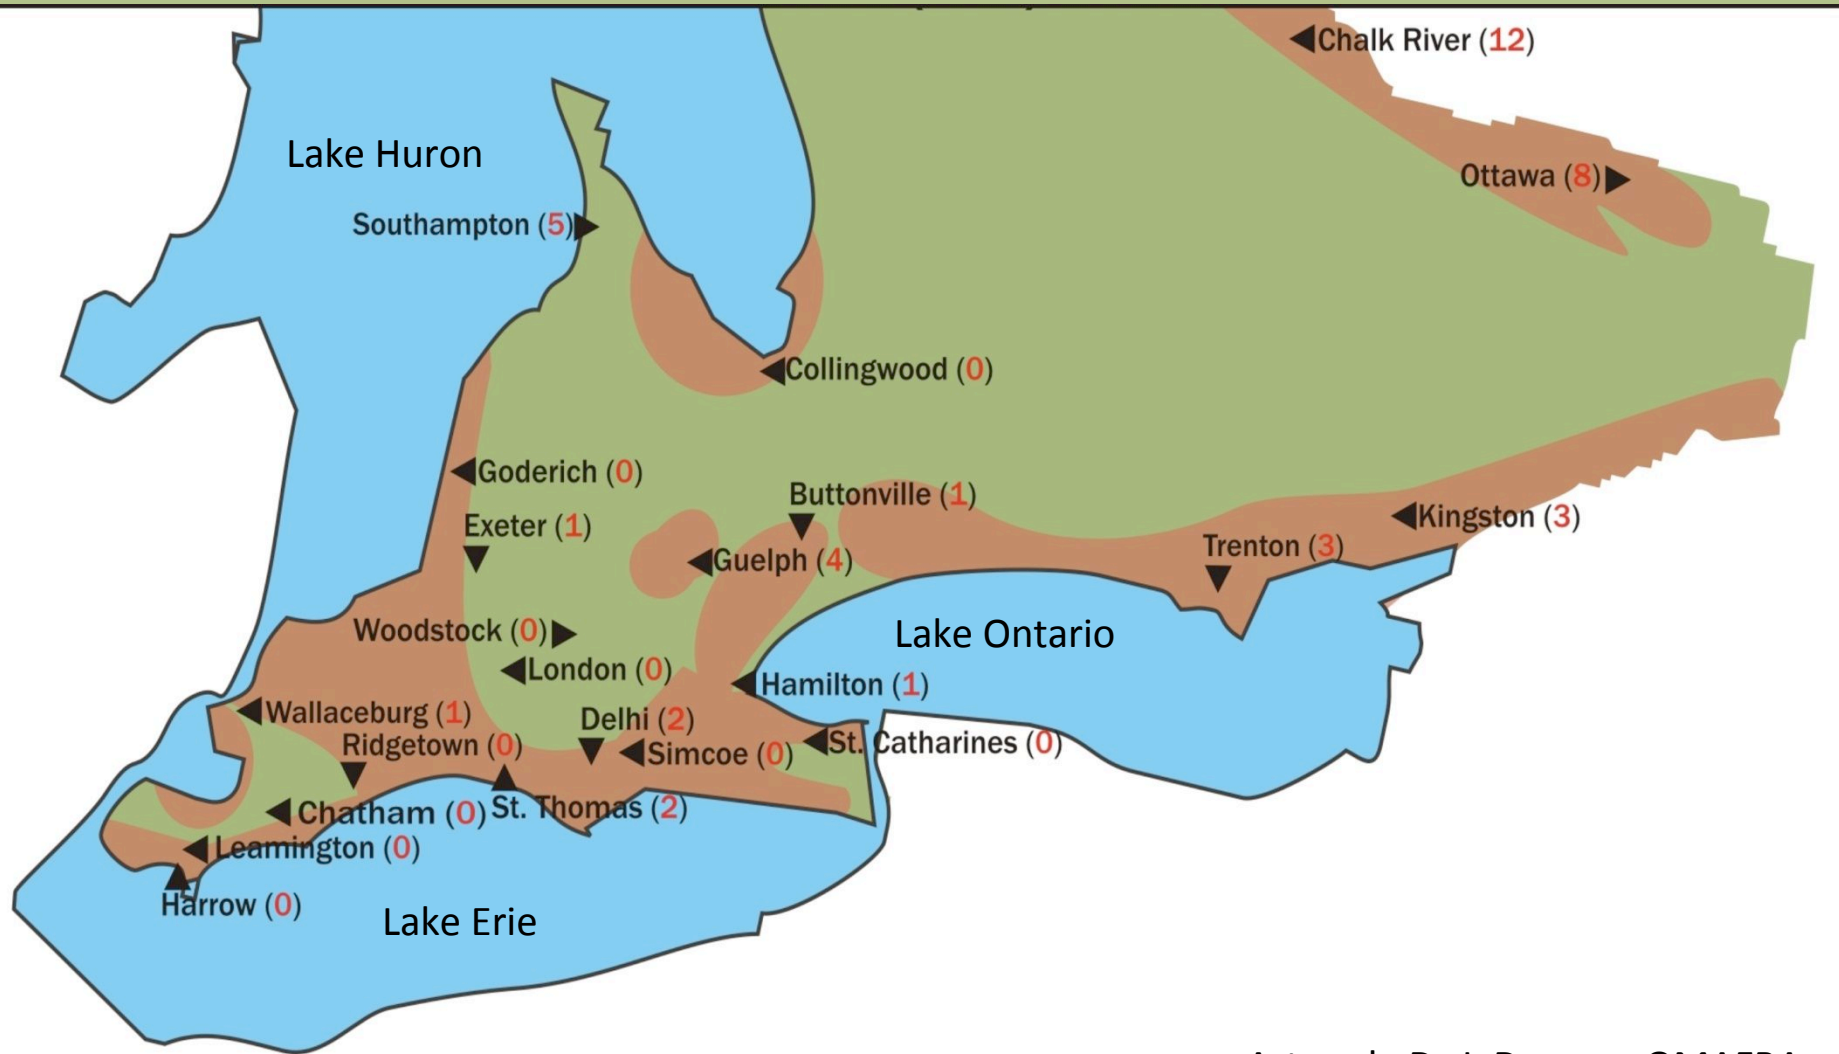 Chalk River (12)
Lake Huron
Ottawa (8)
Southampton (5)
Collingwood (0)
Goderich (0)
Buttonville (1)
Exeter (1)
Kingston (3)
Trenton (3)
Guelph (4)
Woodstock (0)
Lake Ontario
London (0)
Hamilton (1)
Wallaceburg (1)
Delhi (2)
Ridgetown (0)
Simcoe (0)
St. Catharines (0)
Chatham (0)
St. Thomas (2)
Leamington (0)
Harrow (0)
Lake Erie